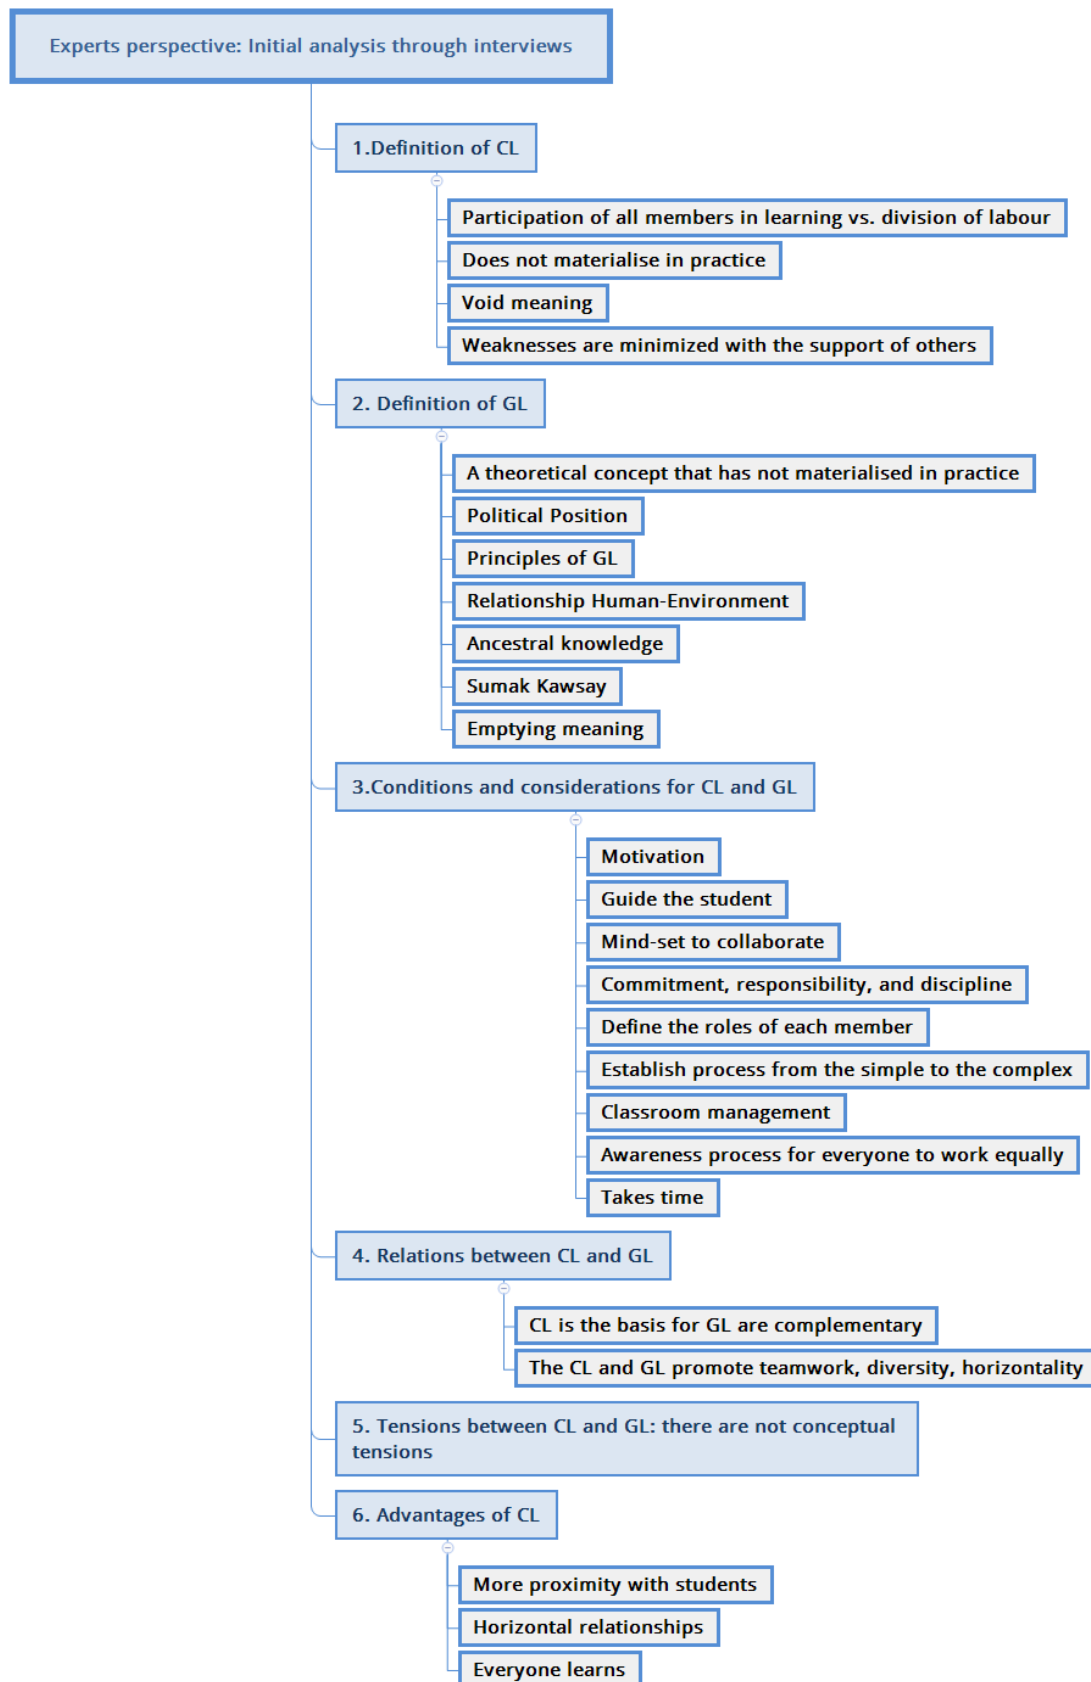 Experts perspective: Initial analysis through interviews
1.Definition of CL
Participation of all members in learning vs. division of labour
Does not materialise in practice
Void meaning
Weaknesses are minimized with the support of others
2. Definition of GL
A theoretical concept that has not materialised in practice
Political Position
Principles of GL
Relationship Human-Environment
Ancestral knowledge
Sumak Kawsay
Emptying meaning
3.Conditions and considerations for CL and GL
Motivation
Guide the student
Mind-set to collaborate
Commitment, responsibility, and discipline
Define the roles of each member
Establish process from the simple to the complex
Classroom management
Awareness process for everyone to work equally
Takes time
4. Relations between CL and GL
CL is the basis for GL are complementary
The CL and GL promote teamwork, diversity, horizontality
5. Tensions between CL and GL: there are not conceptual
tensions
6. Advantages of CL
More proximity with students
Horizontal relationships
Everyone learns